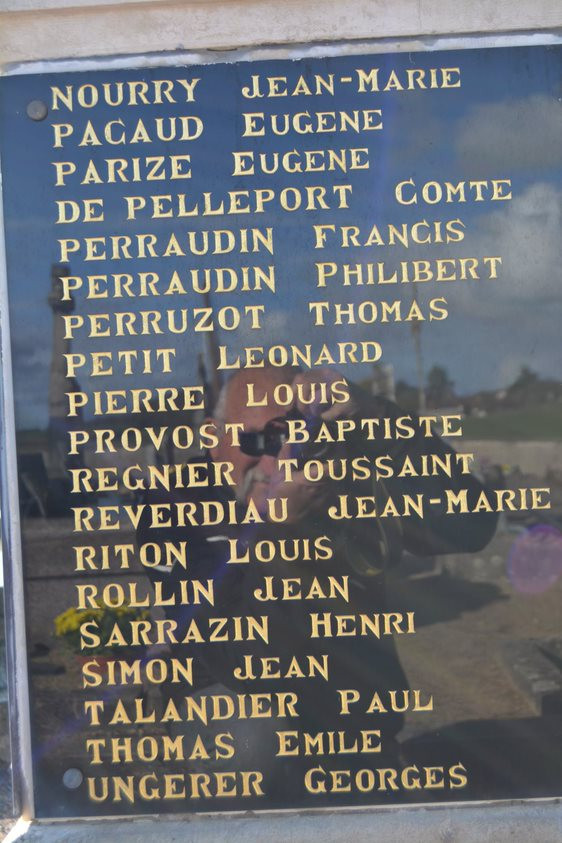 NOURRY JEAN-MARIE
PACAUD EUGENE
PARIZE EUGENE
DE PELLEPORT COMTE
PERRAUDIN FRANCIS
PERRAUDIN PHILIBERT
PERRUZOT THOMAS
PETIT LEONARD
PIERRE LOUIS
PROVOST BAPTISTE
REGNIER TOUSSAINT
REVERDIAU JEAN-MARIE
RITON LOUIS
ROLLIN JEAN
SARRAZIN HENRI
SIMON JEAN
TALANDIER PAUL
THOMAS EMILE
UNGERER GEORGES